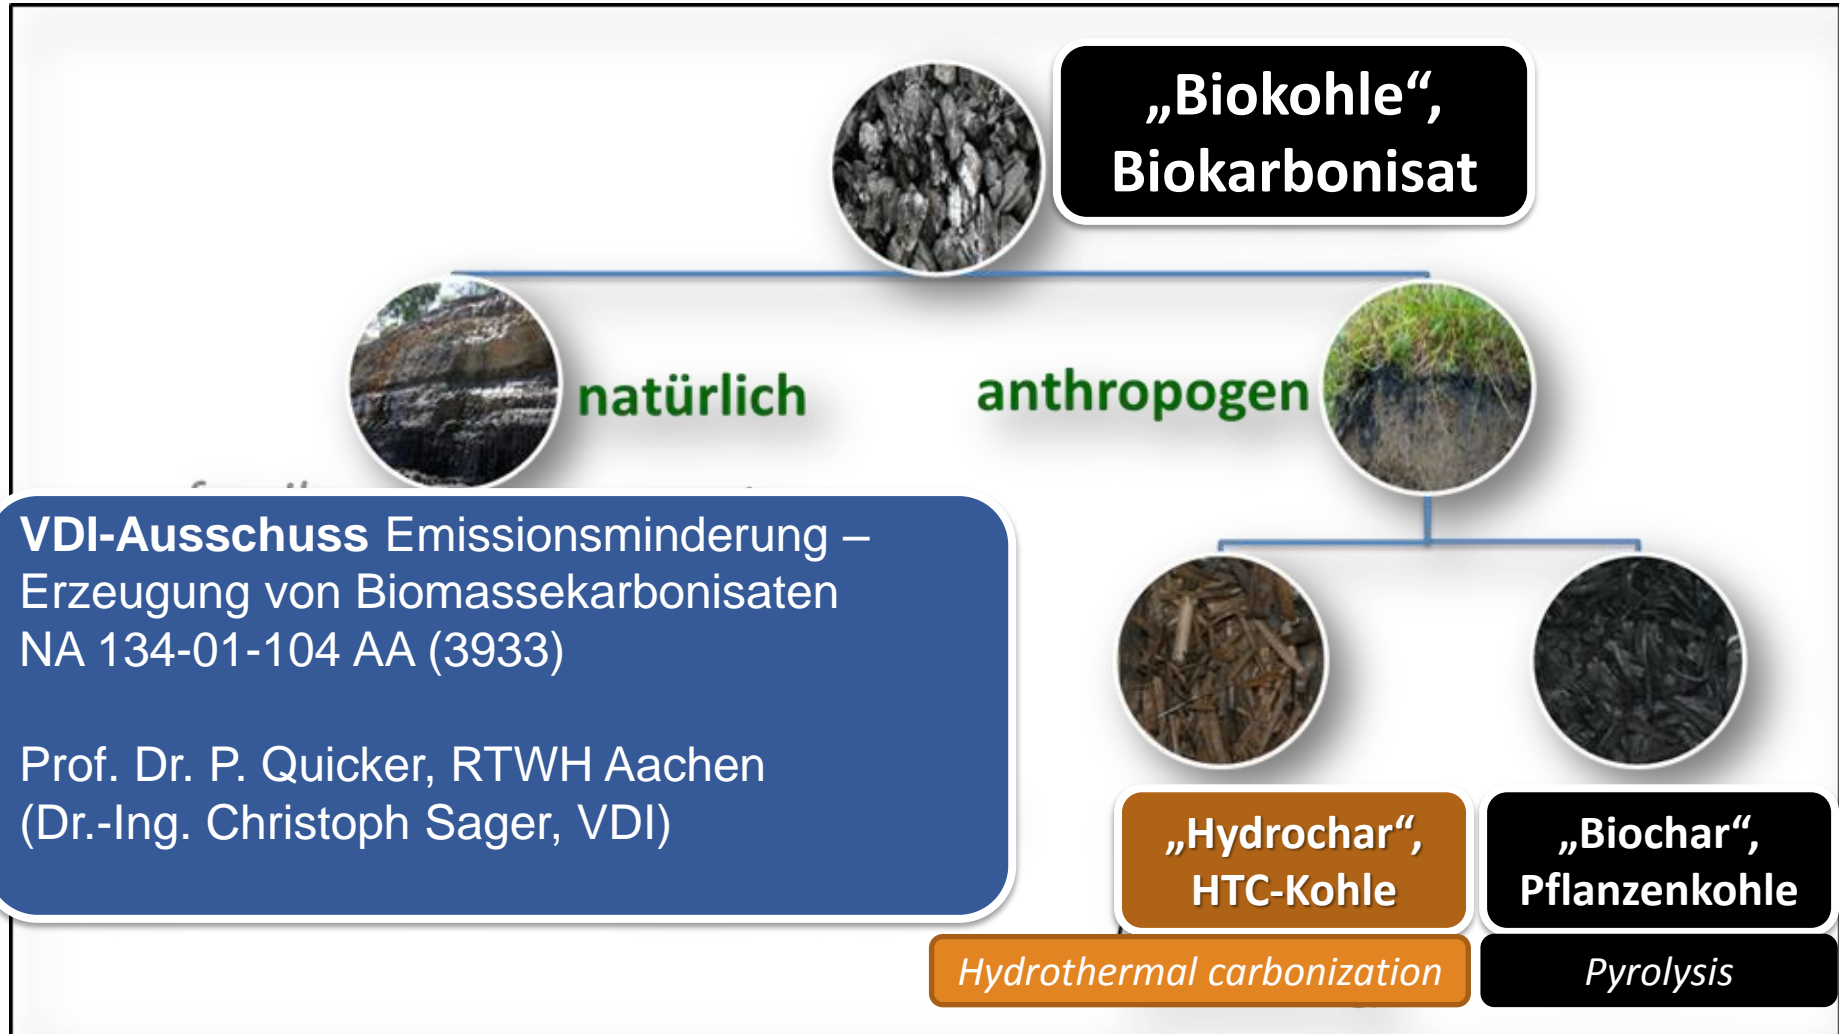 „Biokohle“,
Biokarbonisat
natürlich
anthropogen
VDI-Ausschuss Emissionsminderung –
Erzeugung von Biomassekarbonisaten
NA 134-01-104 AA (3933)
Prof. Dr. P. Quicker, RTWH Aachen
(Dr.-Ing. Christoph Sager, VDI)
„Hydrochar“,
HTC-Kohle
„Biochar“,
Pflanzenkohle
Hydrothermal carbonization
Pyrolysis